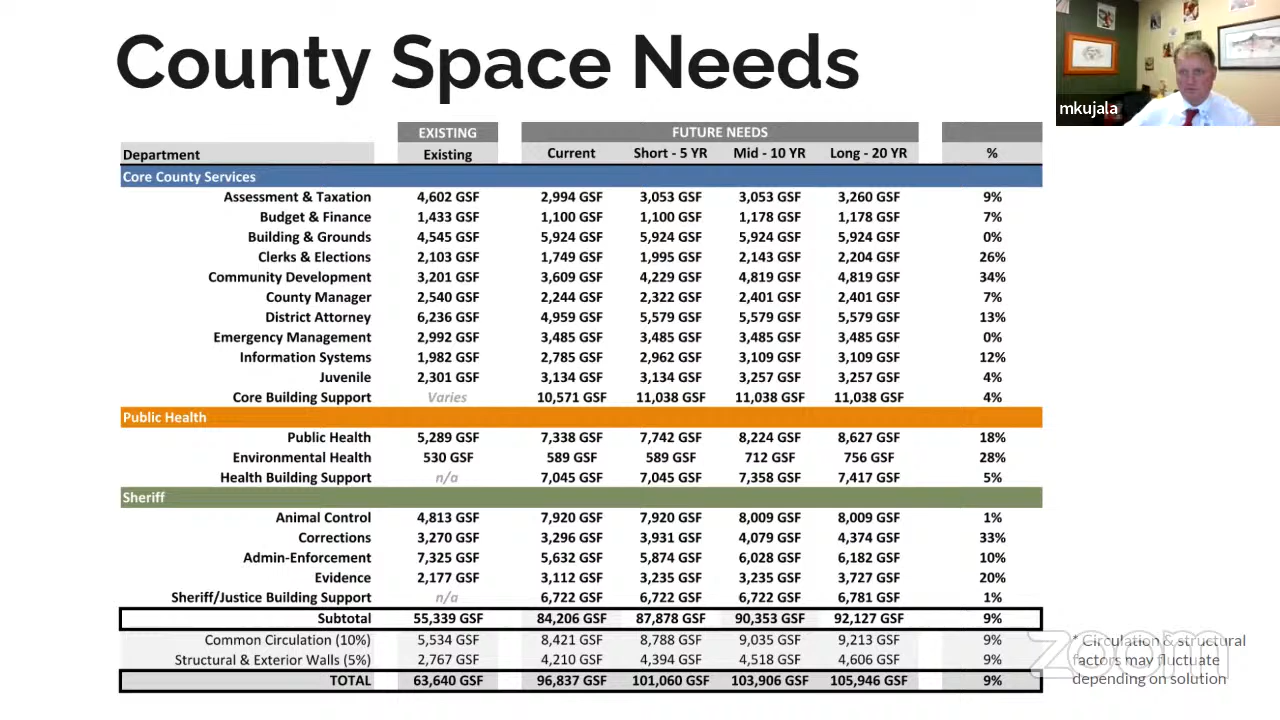 County Space Needs
mkujala
EXISTING FUTURE NEEDS
Department Existing Current Short - 5 YR Mid - 10 YR Long - 20 YR %
Core County Services
Assessment & Taxation 4,602 GSF 2,994 GSF 3,053 GSF 3,053 GSF 3,260 GSF 9%
Budget & Finance 1,433 GSF 1,100 GSF 1,100 GSF 1,178 GSF 1,178 GSF 7%
Building & Grounds 4,545 GSF 5,924 GSF 5,924 GSF 5,924 GSF 5,924 GSF 0%
Clerks & Elections 2,103 GSF 1,749 GSF 1,995 GSF 2,143 GSF 2,204 GSF 26%
Community Development 3,201 GSF 3,609 GSF 4,229 GSF 4,819 GSF 4,819 GSF 34%
County Manager 2,540 GSF 2,244 GSF 2,322 GSF 2,401 GSF 2,401 GSF 7%
District Attorney 6,236 GSF 4,959 GSF 5,579 GSF 5,579 GSF 5,579 GSF 13%
Emergency Management 2,992 GSF 3,485 GSF 3,485 GSF 3,485 GSF 3,485 GSF 0%
Information Systems 1,982 GSF 2,785 GSF 2,962 GSF 3,109 GSF 3,109 GSF 12%
Juvenile 2,301 GSF 3,134 GSF 3,134 GSF 3,257 GSF 3,257 GSF 4%
Core Building Support Varies 10,571 GSF 11,038 GSF 11,038 GSF 11,038 GSF 4%
Public Health
Public Health 5,289 GSF 7,338 GSF 7,742 GSF 8,224 GSF 8,627 GSF 18%
Environmental Health 530 GSF 589 GSF 589 GSF 712 GSF 756 GSF 28%
Health Building Support n/a 7,045 GSF 7,045 GSF 7,358 GSF 7,417 GSF 5%
Sheriff
Animal Control 4,813 GSF 7,920 GSF 7,920 GSF 8,009 GSF 8,009 GSF 1%
Corrections 3,270 GSF 3,296 GSF 3,931 GSF 4,079 GSF 4,374 GSF 33%
Admin-Enforcement 7,325 GSF 5,632 GSF 5,874 GSF 6,028 GSF 6,182 GSF 10%
Evidence 2,177 GSF 3,112 GSF 3,235 GSF 3,235 GSF 3,727 GSF 20%
Sheriff/Justice Building Support n/a 6,722 GSF 6,722 GSF 6,722 GSF 6,781 GSF 1%
Subtotal 55,339 GSF 84,206 GSF 87,878 GSF 90,353 GSF 92,127 GSF 9%
Common Circulation (10%) 5,534 GSF 8,421 GSF 8,788 GSF 9,035 GSF 9,213 GSF 9%
Structural & Exterior Walls (5%) 2,767 GSF 4,210 GSF 4,394 GSF 4,518 GSF 4,606 GSF 9%
TOTAL 63,640 GSF 96,837 GSF 101,060 GSF 103,906 GSF 105,946 GSF 9%
* Circulation & structural
factors may fluctuate
depending on solution
zoom